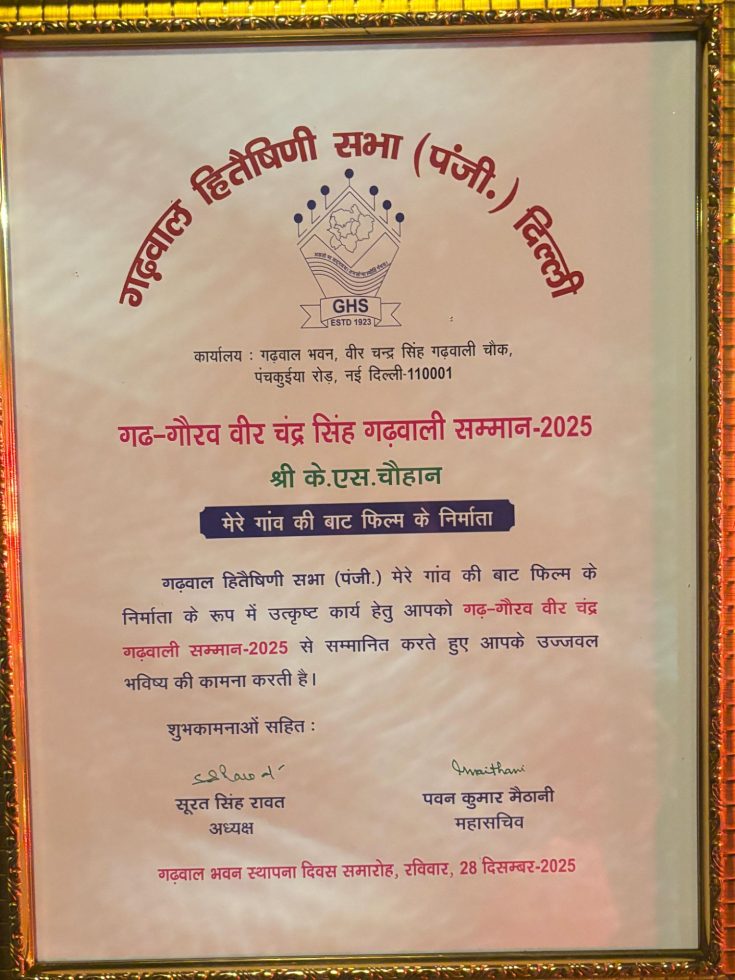 गढ़वाल हितैषिणी सभा (पंजी.) दिल्ली
GHS
ESTD 1923
कार्यालय : गढ़वाल भवन, वीर चन्द्र सिंह गढ़वाली चौक,
पंचकुईया रोड़, नई दिल्ली-110001
गढ-गौरव वीर चंद्र सिंह गढ़वाली सम्मान-2025
श्री के.एस.चौहान
मेरे गांव की बाट फिल्म के निर्माता
गढ़वाल हितैषिणी सभा (पंजी.) मेरे गांव की बाट फिल्म के
निर्माता के रूप में उत्कृष्ट कार्य हेतु आपको गढ़-गौरव वीर चंद्र
गढ़वाली सम्मान-2025 से सम्मानित करते हुए आपके उज्जवल
भविष्य की कामना करती है।
शुभकामनाओं सहित :
सूरत सिंह रावत
अध्यक्ष
पवन कुमार मैठानी
महासचिव
गढ़वाल भवन स्थापना दिवस समारोह, रविवार, 28 दिसम्बर-2025